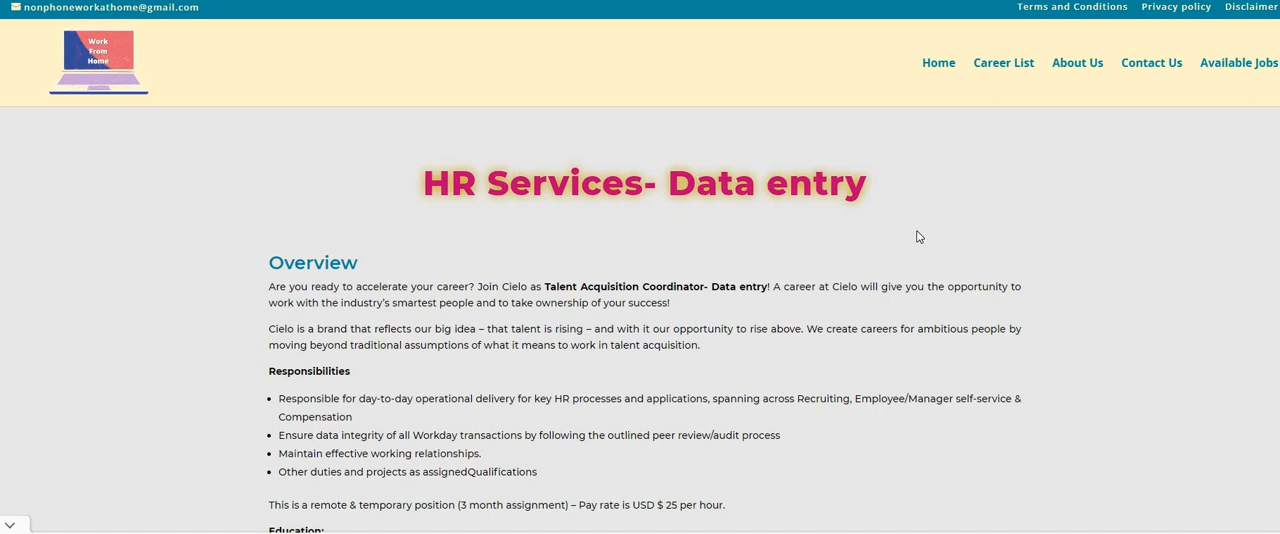 nonphoneworkathome@gmail.com
Terms and Conditions Privacy policy Disclaimer
Work
From
Home
Home Career List About Us Contact Us Available Jobs
HR Services- Data entry
Overview
Are you ready to accelerate your career? Join Cielo as Talent Acquisition Coordinator- Data entry! A career at Cielo will give you the opportunity to
work with the industry's smartest people and to take ownership of your success!
Cielo is a brand that reflects our big idea – that talent is rising – and with it our opportunity to rise above. We create careers for ambitious people by
moving beyond traditional assumptions of what it means to work in talent acquisition.
Responsibilities
Responsible for day-to-day operational delivery for key HR processes and applications, spanning across Recruiting, Employee/Manager self-service &
Compensation
Ensure data integrity of all Workday transactions by following the outlined peer review/audit process
Maintain effective working relationships.
Other duties and projects as assignedQualifications
This is a remote & temporary position (3 month assignment) – Pay rate is USD $ 25 per hour.
Education: